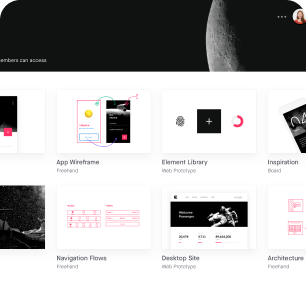 embers can access
App Wireframe
Freehand
Element Library
Web Prototype
Inspiration
Board
Navigation Flows
Freehand
Desktop Site
Web Prototype
Architecture
Freehand
Welcome